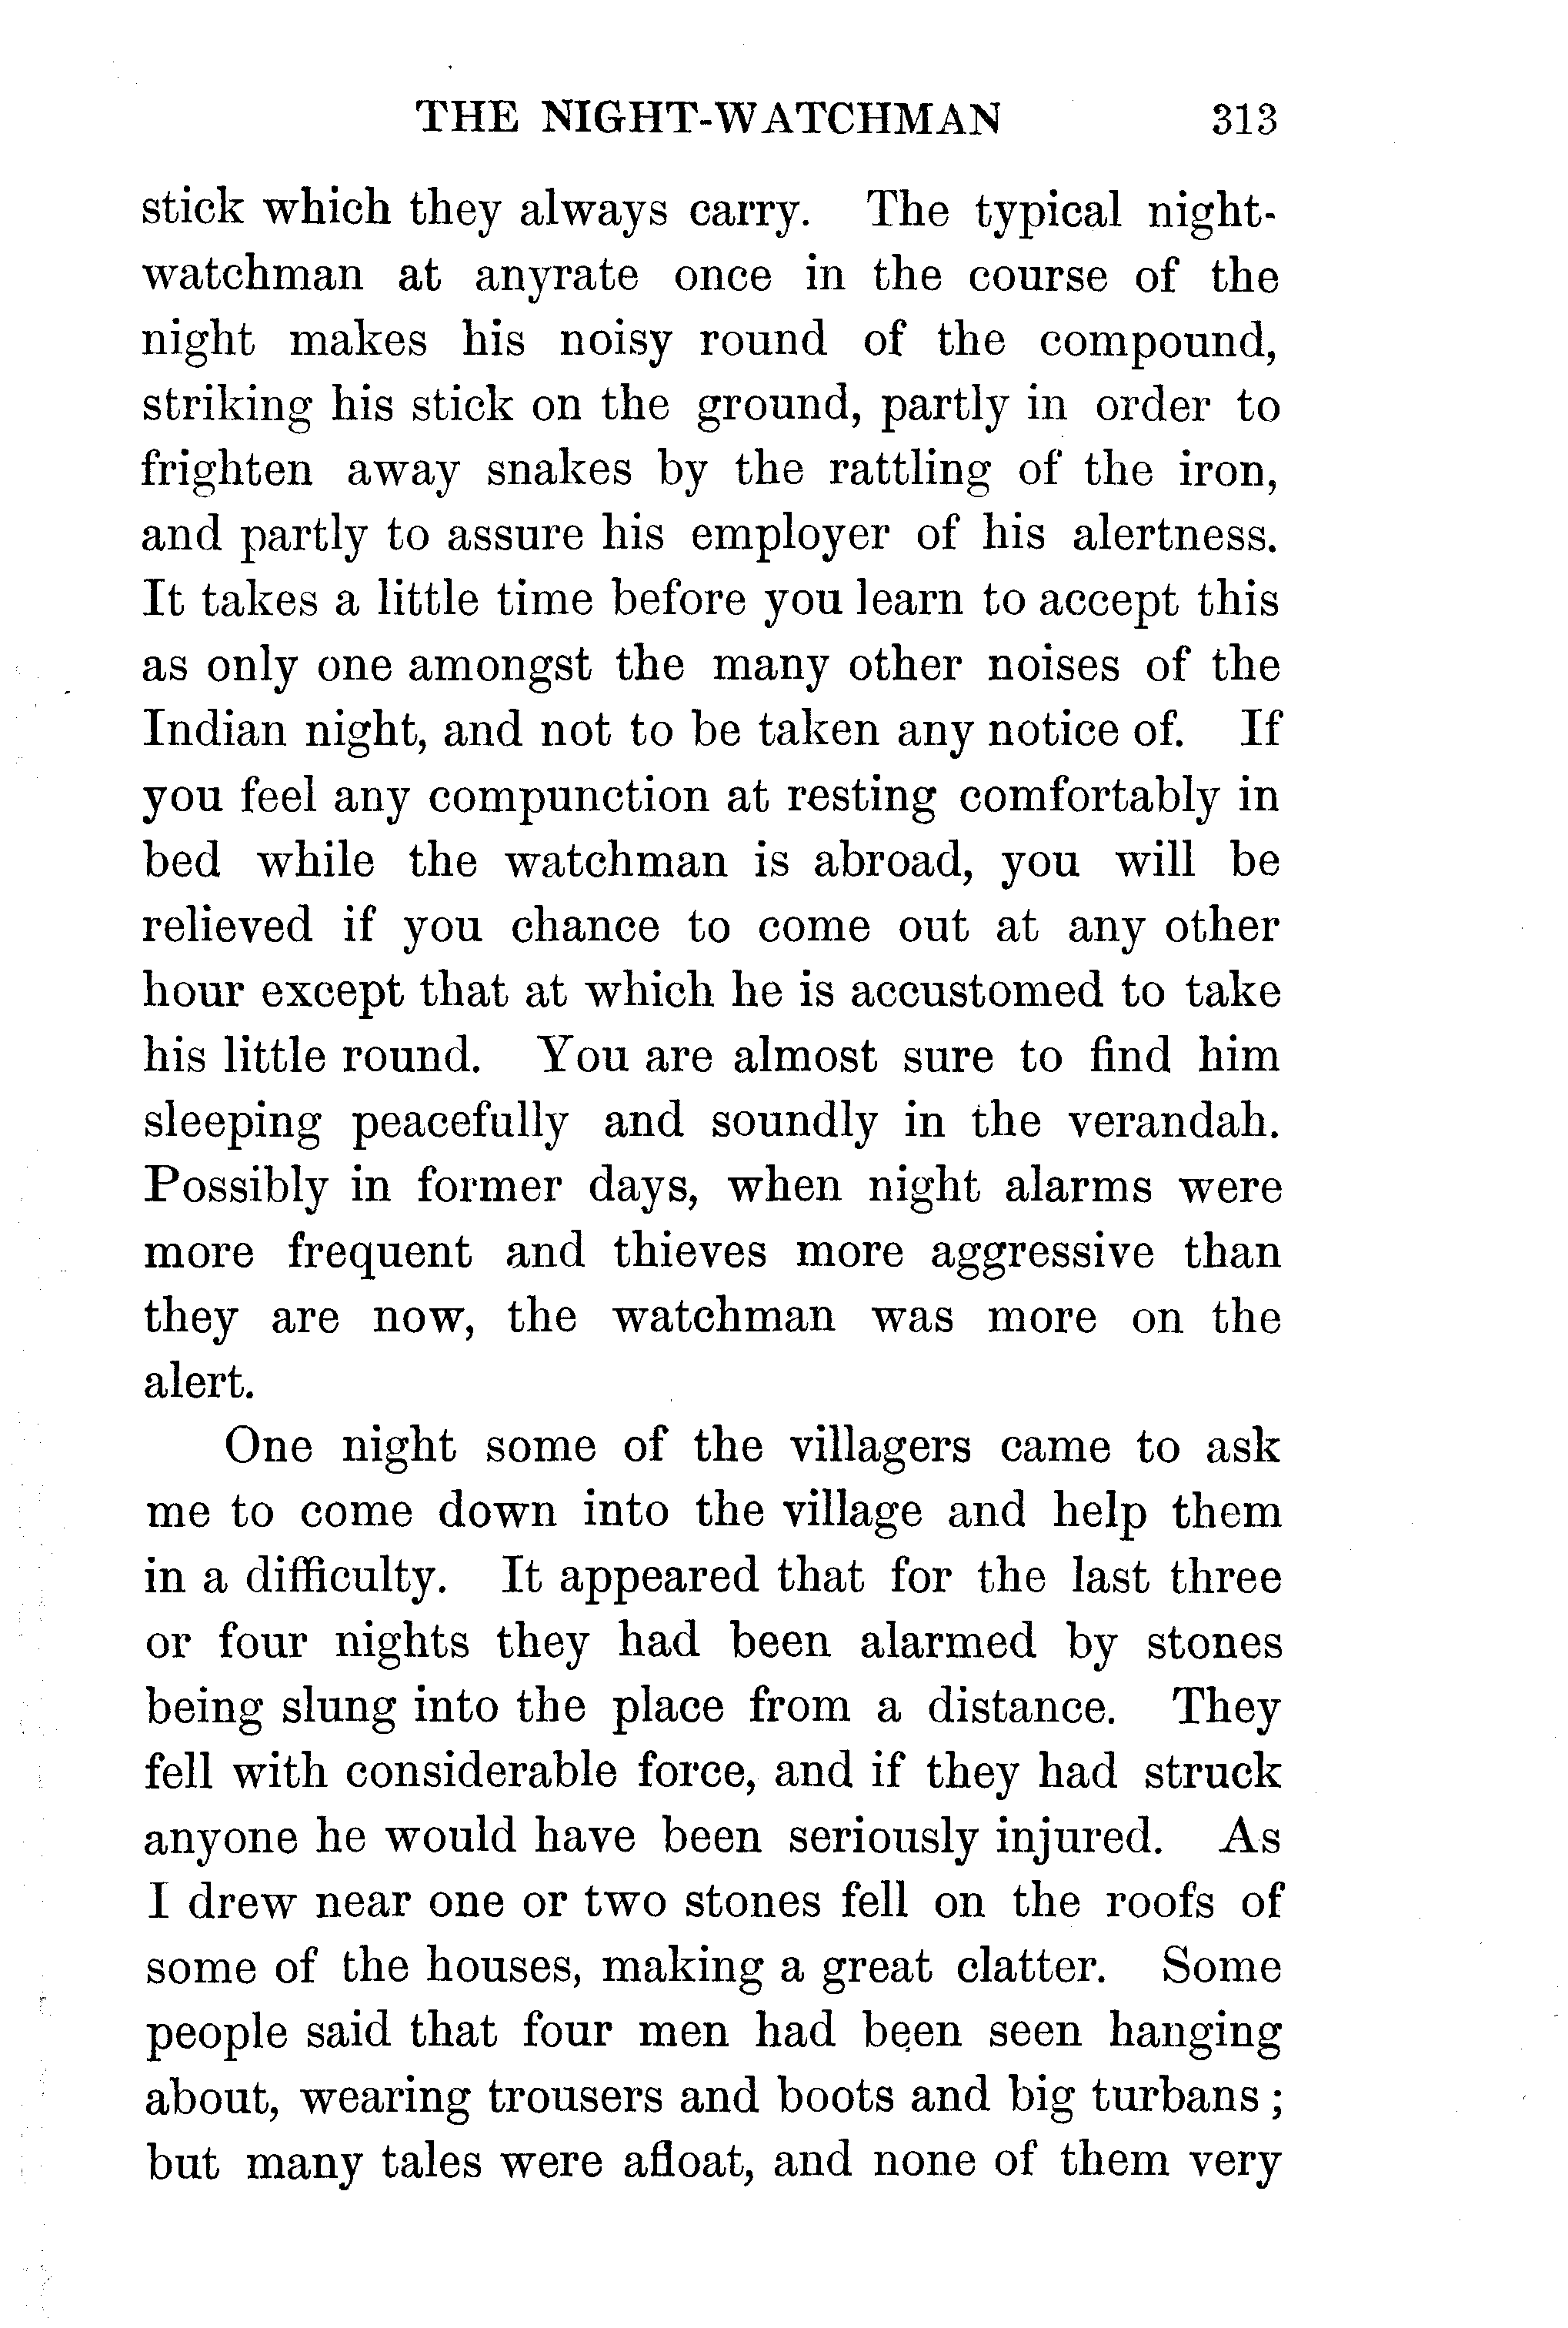 THE NIGHT-WATCHMAN 313
stick which they always carry. The typical night-
watchman at anyrate once in the course of the
night makes his noisy round of the compound,
striking his stick on the ground, partly in order to
frighten away snakes by the rattling of the iron,
and partly to assure his employer of his alertness.
It takes a little time before you learn to accept this
as only one amongst the many other noises of the
Indian night, and not to be taken any notice of. If
you feel any compunction at resting comfortably in
bed while the watchman is abroad, you will be
relieved if you chance to come out at any other
hour except that at which he is accustomed to take
his little round. You are almost sure to find him
sleeping peacefully and soundly in the verandah.
Possibly in former days, when night alarms were
more frequent and thieves more aggressive than
they are now, the watchman was more on the
alert.
One night some of the villagers came to ask
me to come down into the village and help them
in a difficulty. It appeared that for the last three
or four nights they had been alarmed by stones
being slung into the place from a distance. They
fell with considerable force, and if they had struck
anyone he would have been seriously injured. As
I drew near one or two stones fell on the roofs of
some of the houses, making a great clatter. Some
people said that four men had been seen hanging
about, wearing trousers and boots and big turbans ;
but many tales were afloat, and none of them very